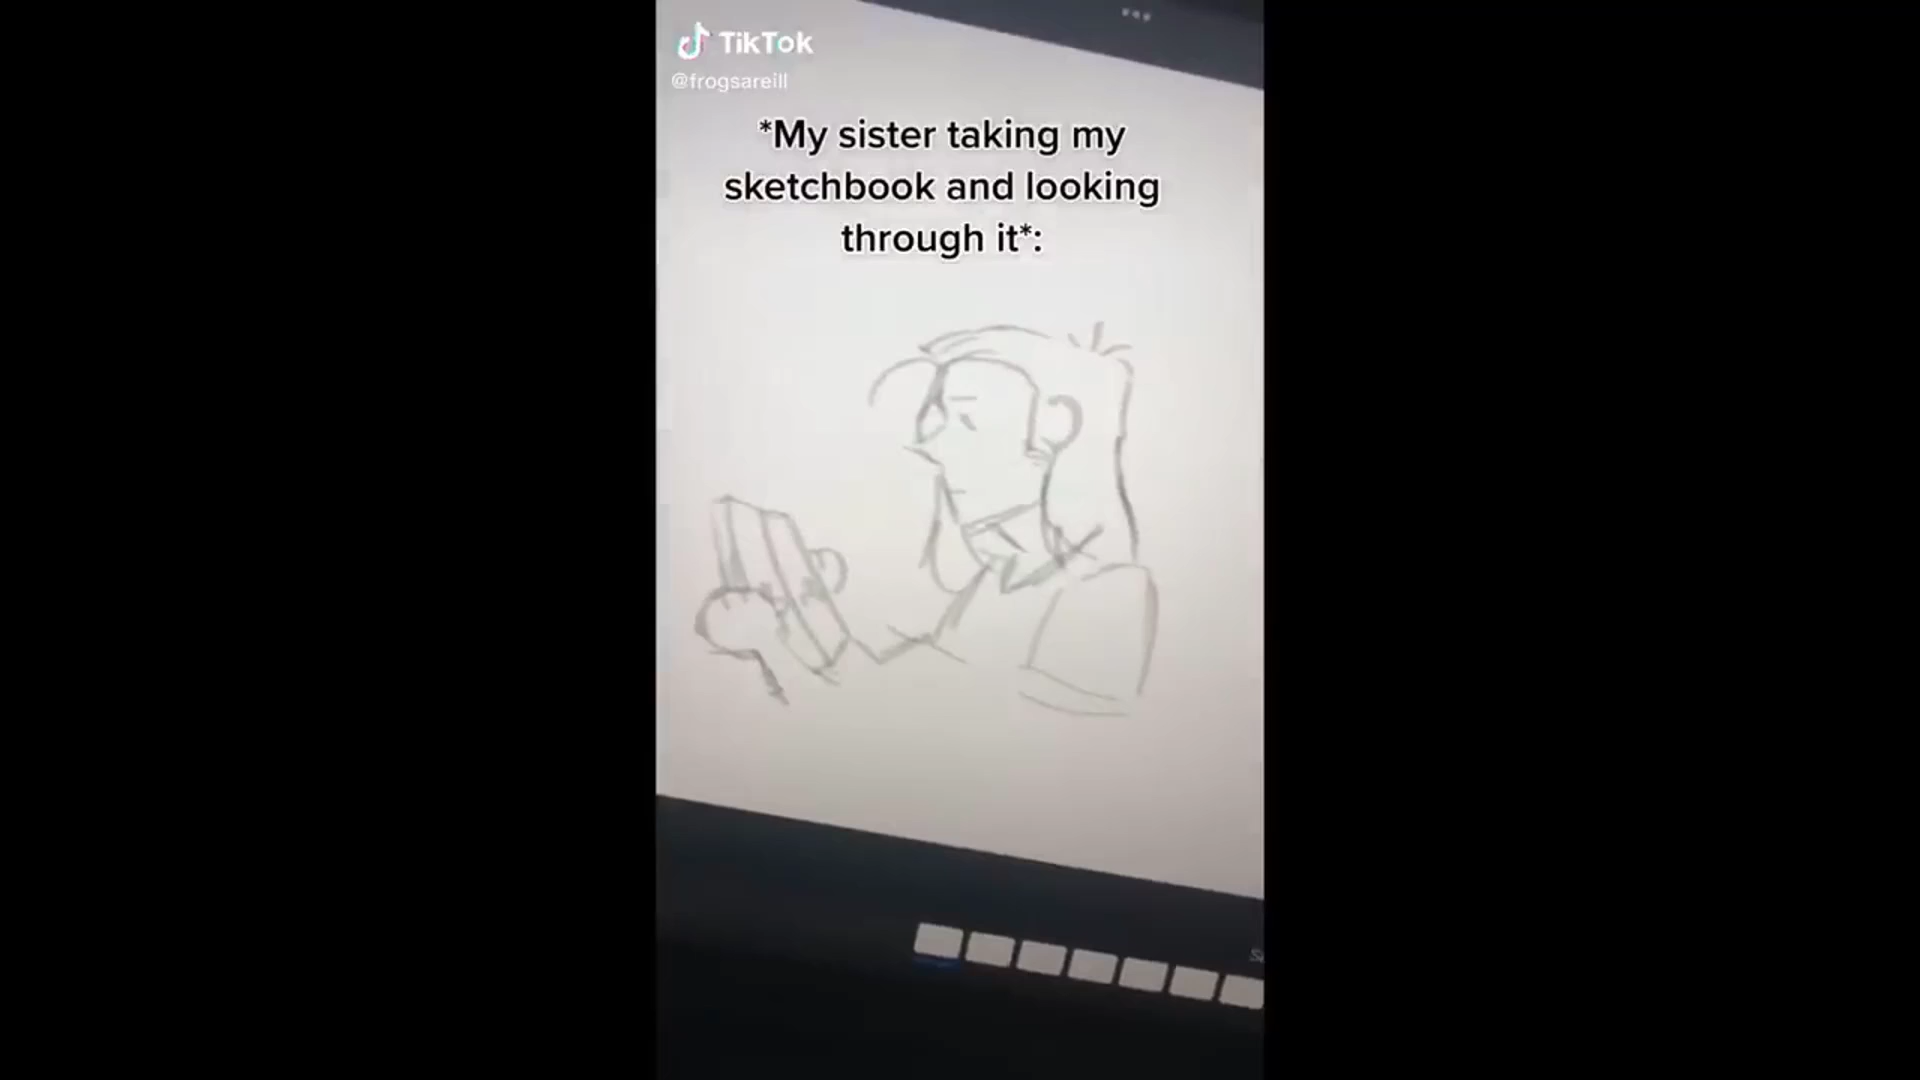 TikTok
@frogsareill
*My sister taking my
sketchbook and looking
through it*: